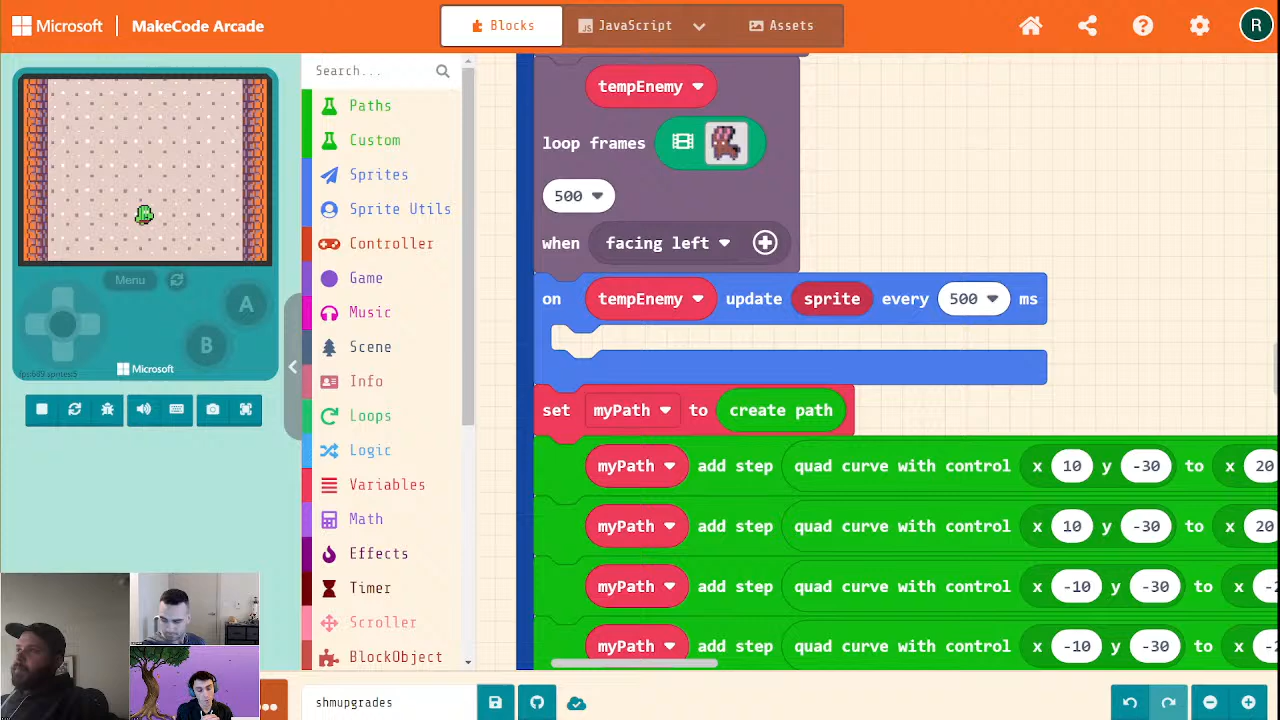 Microsoft | MakeCode Arcade
Blocks
JavaScript
Assets
R
Menu
A
B
Microsoft
Search...
Paths
Custom
Sprites
Sprite Utils
Controller
Game
Music
Scene
Info
Loops
Logic
Variables
Math
Effects
Timer
Scroller
BlockObject
tempEnemy
loop frames
500
when facing left
on tempEnemy update sprite every 500 ms
set myPath to create path
myPath add step quad curve with control x 10 y -30 to x 20
myPath add step quad curve with control x 10 y -30 to x 20
myPath add step quad curve with control x -10 y -30 to x
myPath add step quad curve with control x -10 y -30 to x
shmupgrades